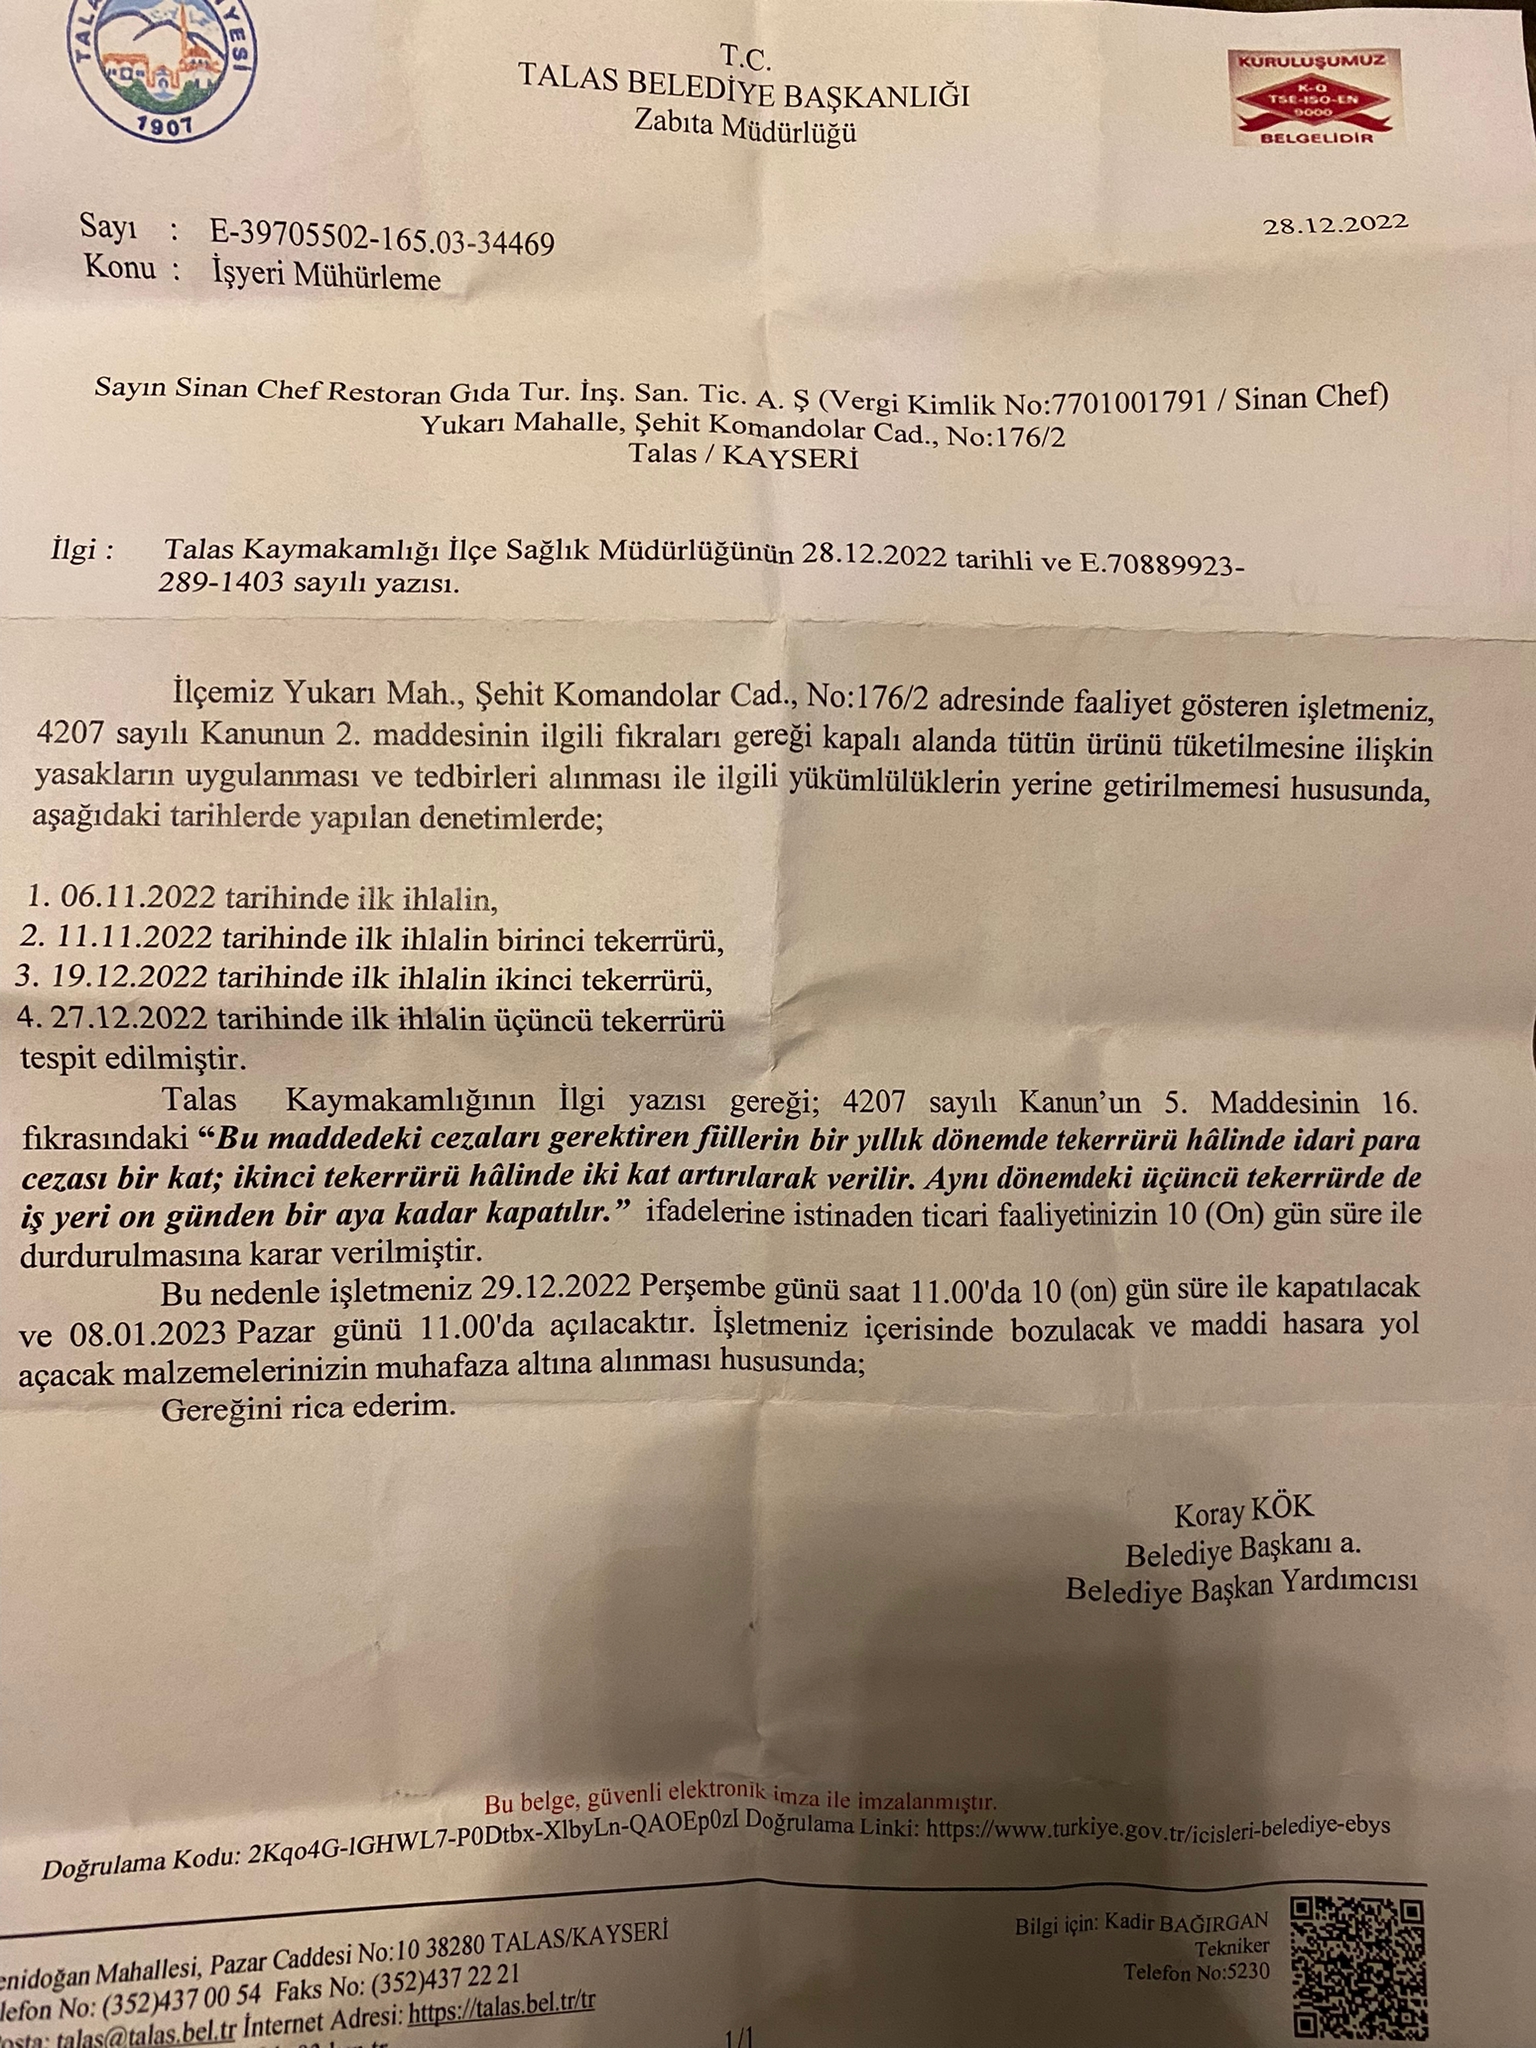 TALA YESİ
1907
T.C.
TALAS BELEDİYE BAŞKANLIĞI
Zabıta Müdürlüğü
KURULUŞUMUZ
K-Q
TSE-ISO-EN
9000
BELGELİDİR
Sayı : E-39705502-165.03-34469
28.12.2022
Konu : İşyeri Mühürleme
Sayın Sinan Chef Restoran Gıda Tur. İnş. San. Tic. A. Ş (Vergi Kimlik No:7701001791 / Sinan Chef)
Yukarı Mahalle, Şehit Komandolar Cad., No:176/2
Talas / KAYSERİ
İlgi : Talas Kaymakamlığı İlçe Sağlık Müdürlüğünün 28.12.2022 tarihli ve E.70889923-
289-1403 sayılı yazısı.
İlçemiz Yukarı Mah., Şehit Komandolar Cad., No:176/2 adresinde faaliyet gösteren işletmeniz,
4207 sayılı Kanunun 2. maddesinin ilgili fıkraları gereği kapalı alanda tütün ürünü tüketilmesine ilişkin
yasakların uygulanması ve tedbirleri alınması ile ilgili yükümlülüklerin yerine getirilmemesi hususunda,
aşağıdaki tarihlerde yapılan denetimlerde;
1. 06.11.2022 tarihinde ilk ihlalin,
2. 11.11.2022 tarihinde ilk ihlalin birinci tekerrürü,
3. 19.12.2022 tarihinde ilk ihlalin ikinci tekerrürü,
4. 27.12.2022 tarihinde ilk ihlalin üçüncü tekerrürü
tespit edilmiştir.
Talas Kaymakamlığının İlgi yazısı gereği; 4207 sayılı Kanun’un 5. Maddesinin 16.
fıkrasındaki “Bu maddedeki cezaları gerektiren fiillerin bir yıllık dönemde tekerrürü hâlinde idari para
cezası bir kat; ikinci tekerrürü hâlinde iki kat artırılarak verilir. Aynı dönemdeki üçüncü tekerrürde de
iş yeri on günden bir aya kadar kapatılır.” ifadelerine istinaden ticari faaliyetinizin 10 (On) gün süre ile
durdurulmasına karar verilmiştir.
Bu nedenle işletmeniz 29.12.2022 Perşembe günü saat 11.00'da 10 (on) gün süre ile kapatılacak
ve 08.01.2023 Pazar günü 11.00'da açılacaktır. İşletmeniz içerisinde bozulacak ve maddi hasara yol
açacak malzemelerinizin muhafaza altına alınması hususunda;
Gereğini rica ederim.
Koray KÖK
Belediye Başkanı a.
Belediye Başkan Yardımcısı
Bu belge, güvenli elektronik imza ile imzalanmıştır.
Doğrulama Kodu: 2Kqo4G-lGHWL7-P0Dtbx-XlbyLn-QAOEp0zI Doğrulama Linki: https://www.turkiye.gov.tr/icisleri-belediye-ebys
enidoğan Mahallesi, Pazar Caddesi No:10 38280 TALAS/KAYSERİ
lefon No: (352)437 00 54 Faks No: (352)437 22 21
osta: talas@talas.bel.tr İnternet Adresi: https://talas.bel.tr/tr
Bilgi için: Kadir BAĞIRGAN
Tekniker
Telefon No:5230
1/1